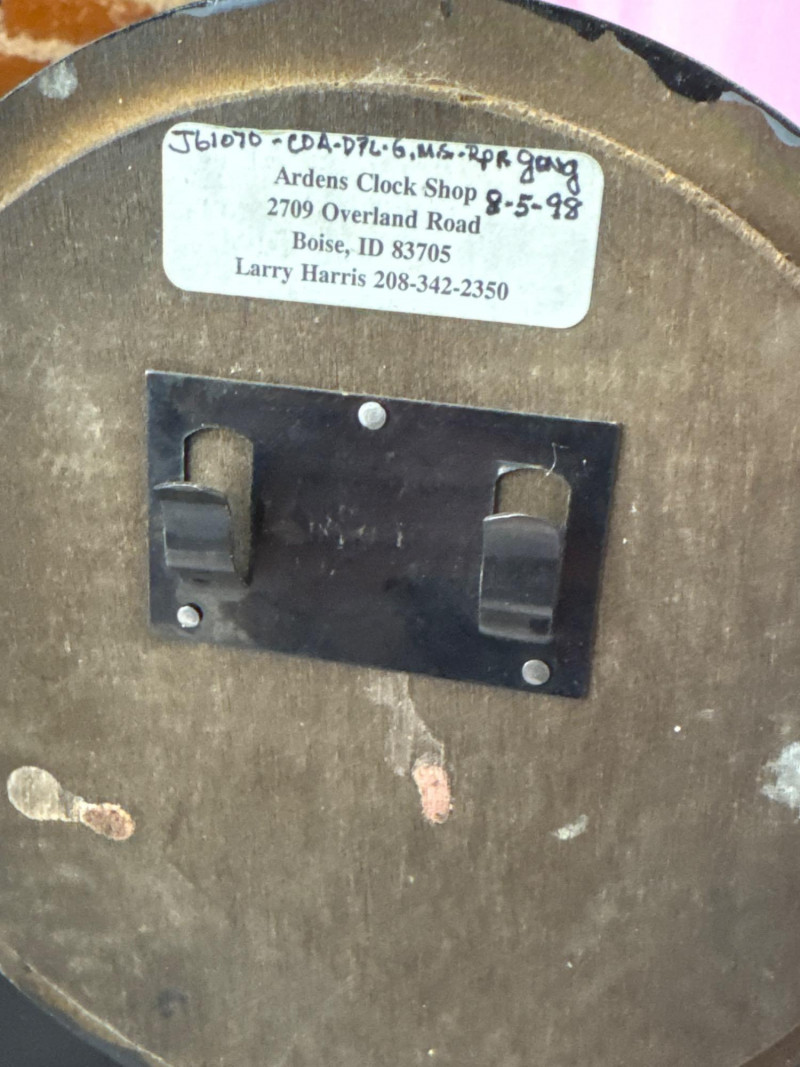 J61070 - CDA-D7L-G, MS-RPR gong
Ardens Clock Shop 8-5-98
2709 Overland Road
Boise, ID 83705
Larry Harris 208-342-2350